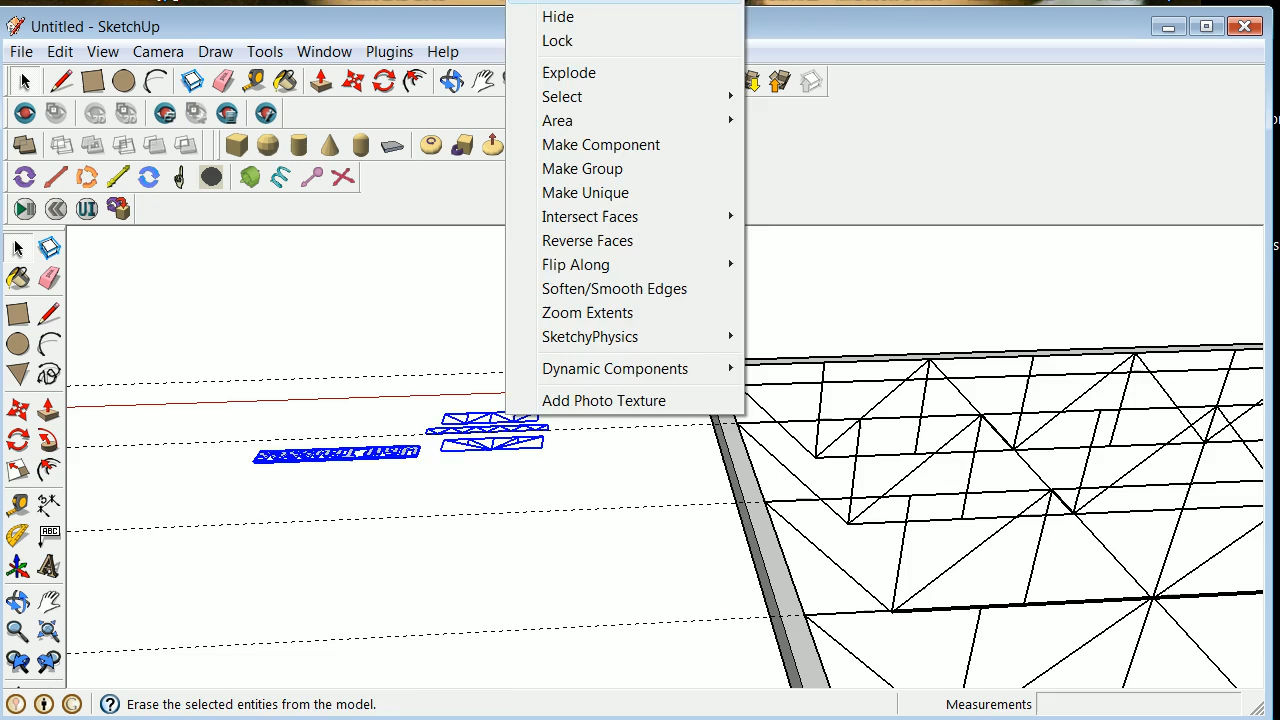 Untitled - SketchUp
File Edit View Camera Draw Tools Window Plugins Help
Hide
Lock
Explode
Select
Area
Make Component
Make Group
Make Unique
Intersect Faces
Reverse Faces
Flip Along
Soften/Smooth Edges
Zoom Extents
SketchyPhysics
Dynamic Components
Add Photo Texture
UI
ABC
Erase the selected entities from the model.
Measurements